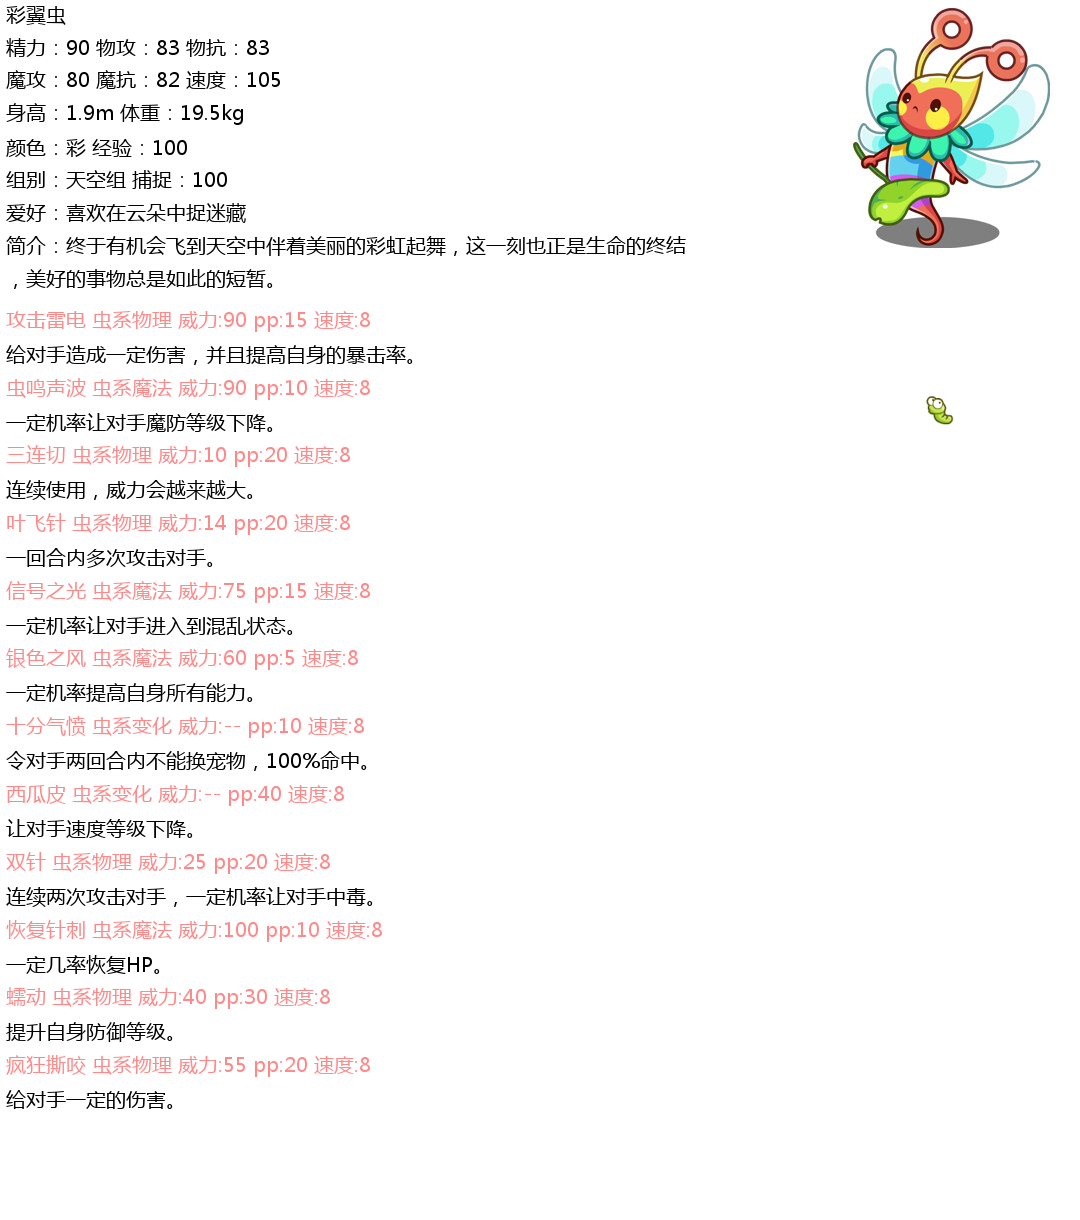 彩翼虫
精力：90 物攻：83 物抗：83
魔攻：80 魔抗：82 速度：105
身高：1.9m 体重：19.5kg
颜色：彩 经验：100
组别：天空组 捕捉：100
爱好：喜欢在云朵中捉迷藏
简介：终于有机会飞到天空中伴着美丽的彩虹起舞，这一刻也正是生命的终结
，美好的事物总是如此的短暂。
攻击雷电 虫系物理 威力:90 pp:15 速度:8
给对手造成一定伤害，并且提高自身的暴击率。
虫鸣声波 虫系魔法 威力:90 pp:10 速度:8
一定机率让对手魔防等级下降。
三连切 虫系物理 威力:10 pp:20 速度:8
连续使用，威力会越来越大。
叶飞针 虫系物理 威力:14 pp:20 速度:8
一回合内多次攻击对手。
信号之光 虫系魔法 威力:75 pp:15 速度:8
一定机率让对手进入到混乱状态。
银色之风 虫系魔法 威力:60 pp:5 速度:8
一定机率提高自身所有能力。
十分气愤 虫系变化 威力:-- pp:10 速度:8
令对手两回合内不能换宠物，100%命中。
西瓜皮 虫系变化 威力:-- pp:40 速度:8
让对手速度等级下降。
双针 虫系物理 威力:25 pp:20 速度:8
连续两次攻击对手，一定机率让对手中毒。
恢复针刺 虫系魔法 威力:100 pp:10 速度:8
一定几率恢复HP。
蠕动 虫系物理 威力:40 pp:30 速度:8
提升自身防御等级。
疯狂撕咬 虫系物理 威力:55 pp:20 速度:8
给对手一定的伤害。